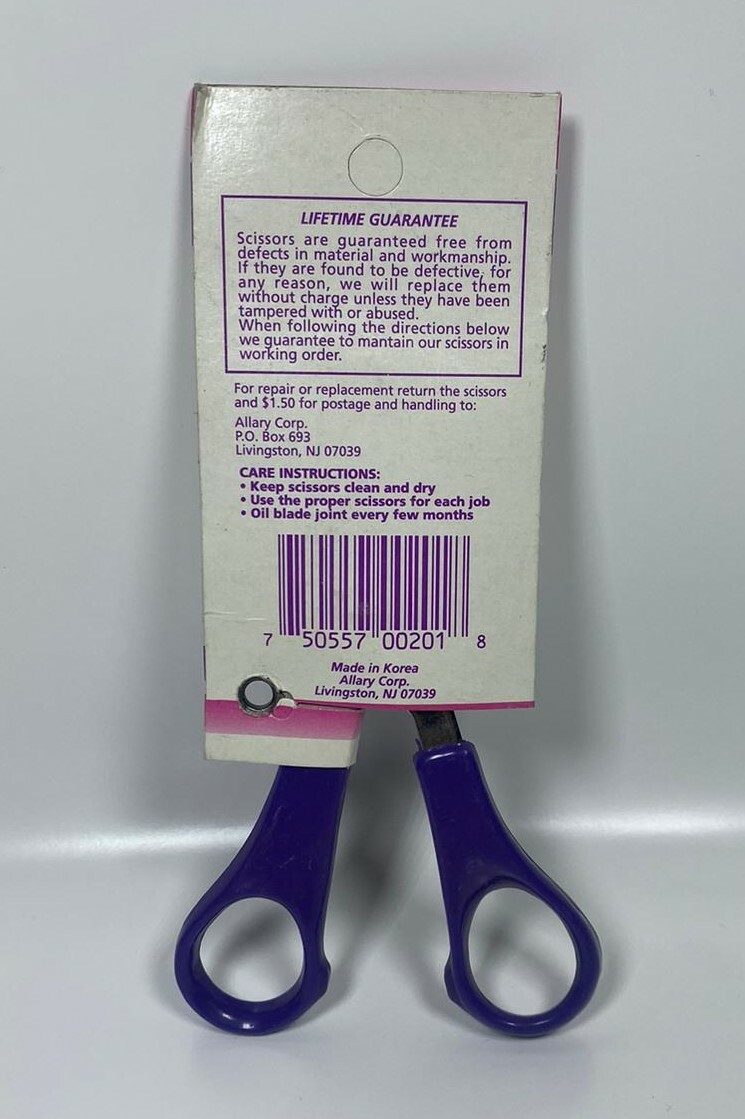 LIFETIME GUARANTEE
Scissors are guaranteed free from
defects in material and workmanship.
If they are found to be defective, for
any reason, we will replace them
without charge unless they have been
tampered with or abused.
When following the directions below
we guarantee to mantain our scissors in
working order.
For repair or replacement return the scissors
and $1.50 for postage and handling to:
Allary Corp.
P.O. Box 693
Livingston, NJ 07039
CARE INSTRUCTIONS:
• Keep scissors clean and dry
• Use the proper scissors for each job
• Oil blade joint every few months
7 50557 00201 8
Made in Korea
Allary Corp.
Livingston, NJ 07039